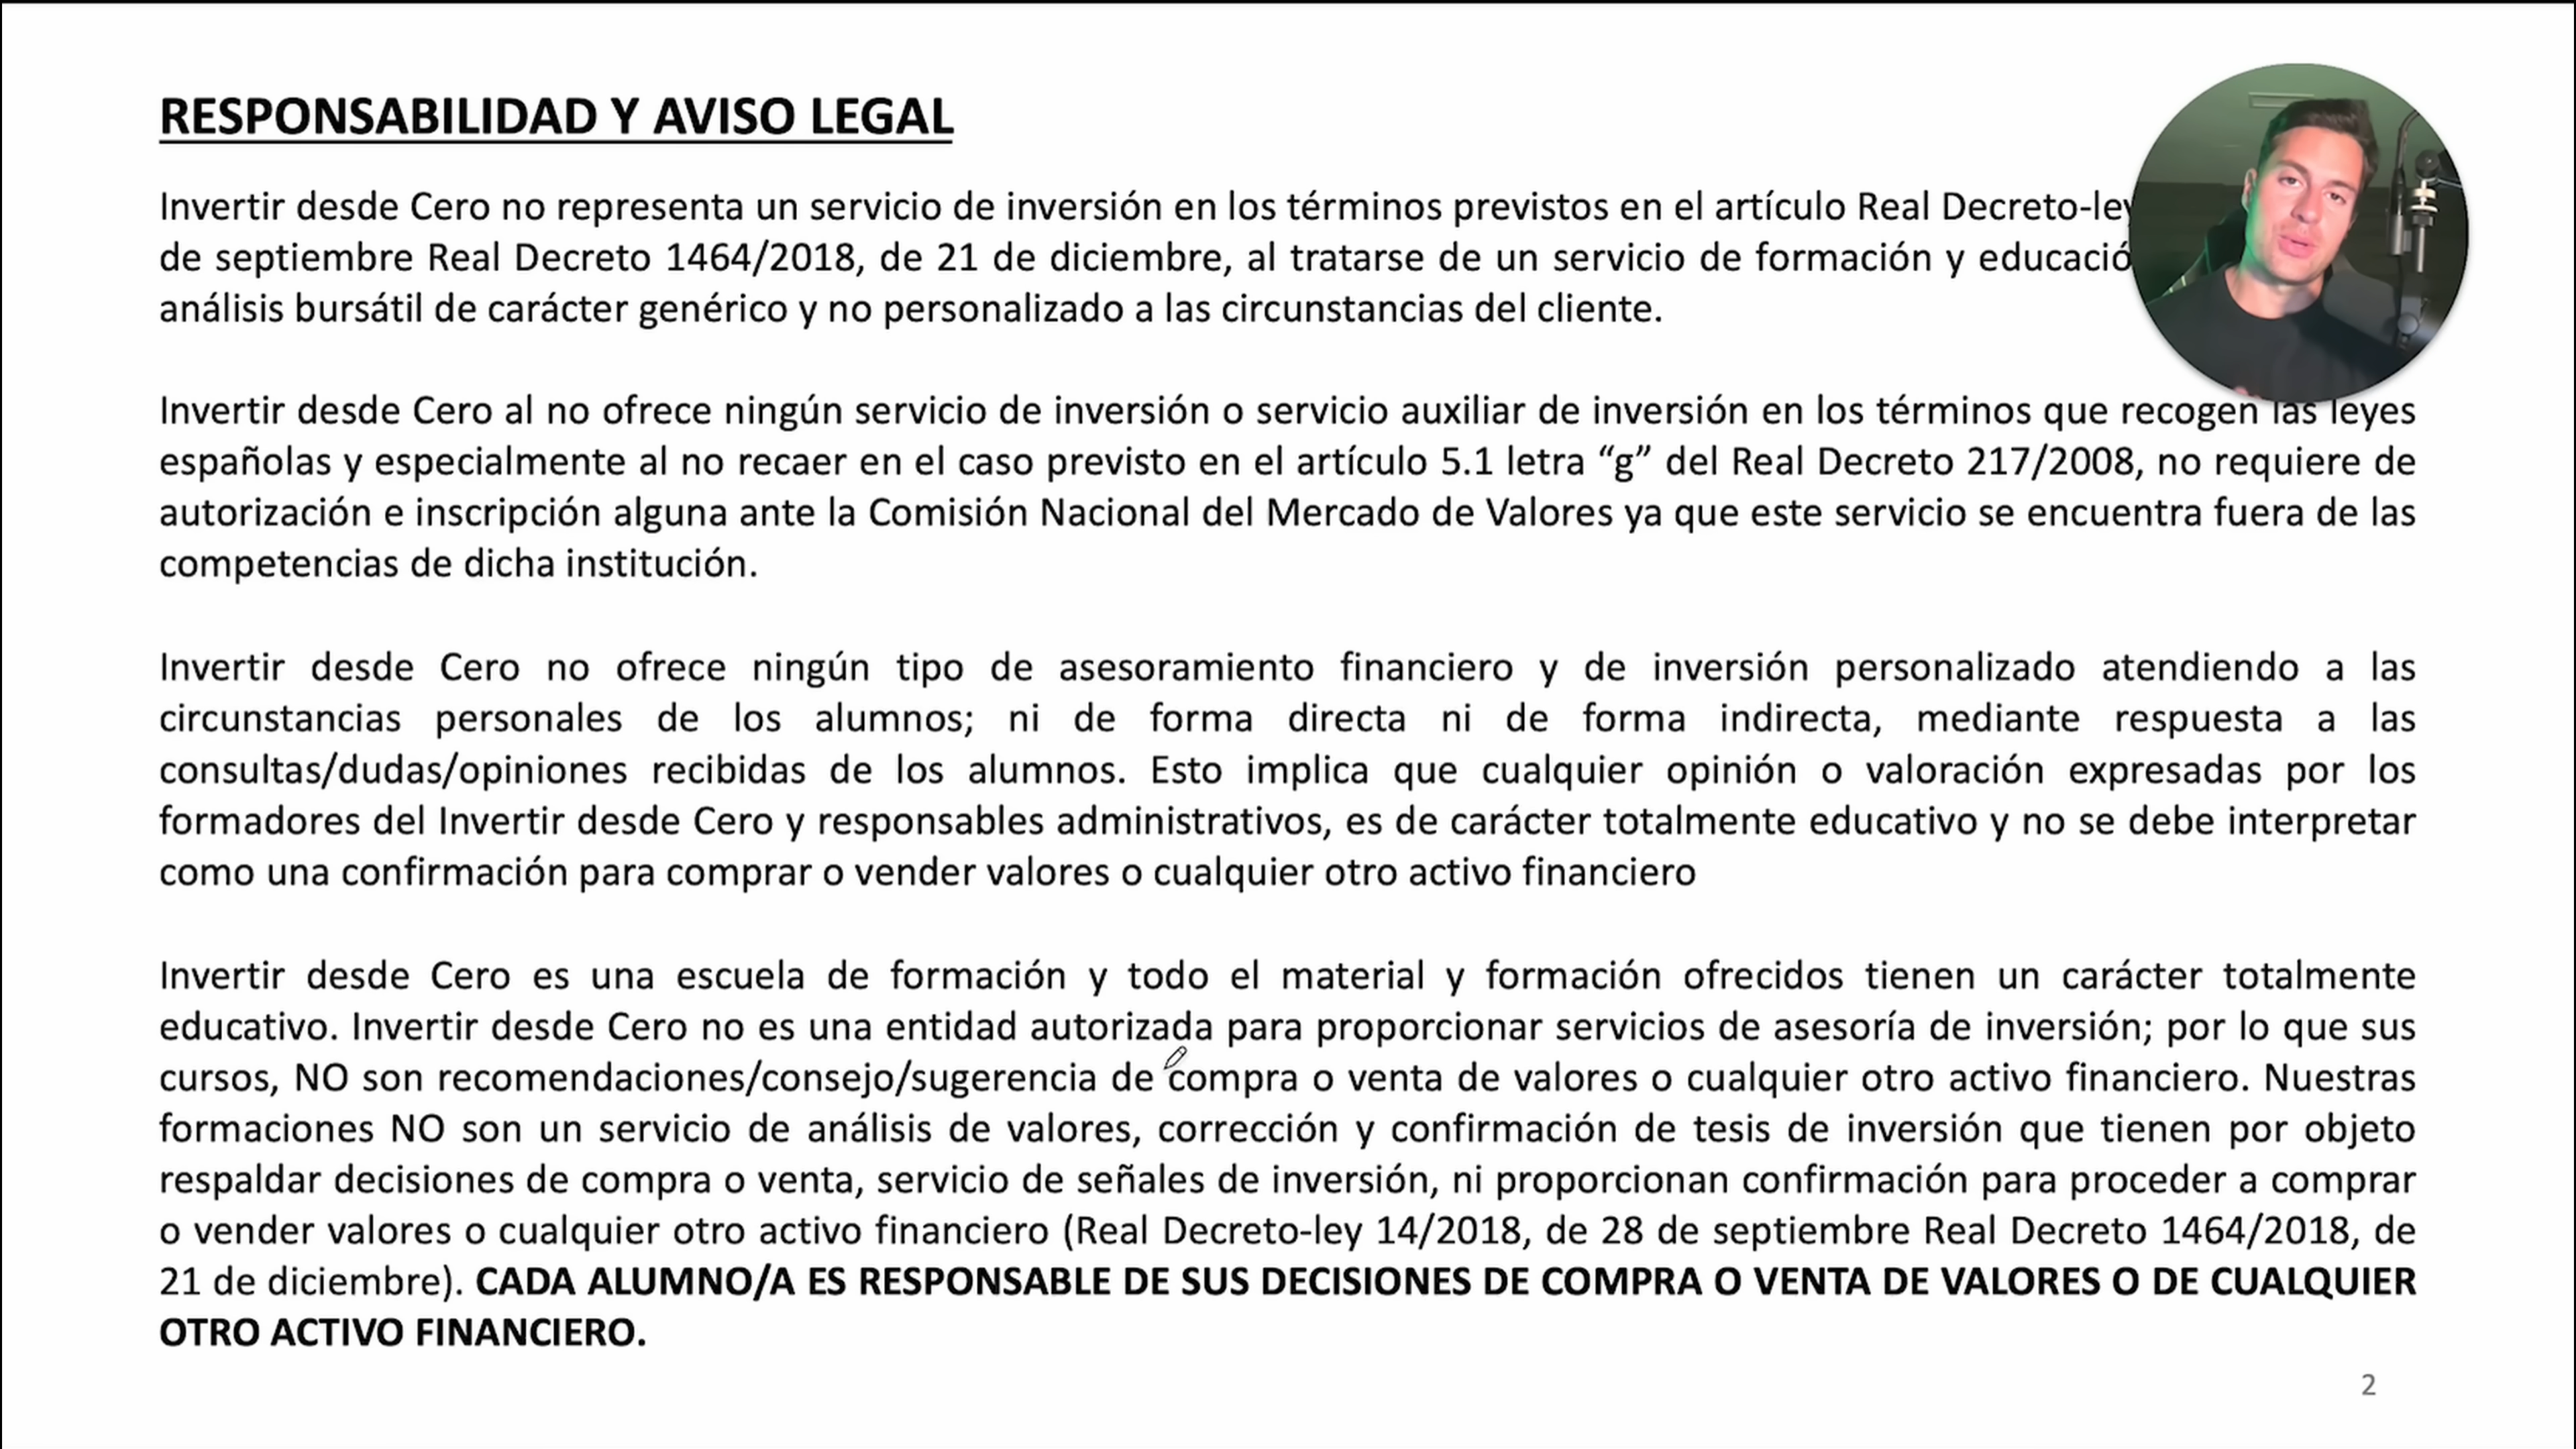 RESPONSABILIDAD Y AVISO LEGAL
Invertir desde Cero no representa un servicio de inversión en los términos previstos en el artículo Real
de septiembre Real Decreto 1464/2018, de 21 de diciembre, al tratarse de un servicio de formación y
análisis bursátil de carácter genérico y no personalizado a las circunstancias del cliente.
Invertir desde Cero al no ofrece ningún servicio de inversión o servicio auxiliar de inversión en los términos que recogen las leyes
españolas y especialmente al no recaer en el caso previsto en el artículo 5.1 letra “g” del Real Decreto 217/2008, no requiere de
autorización e inscripción alguna ante la Comisión Nacional del Mercado de Valores ya que este servicio se encuentra fuera de las
competencias de dicha institución.
Invertir desde Cero no ofrece ningún tipo de asesoramiento financiero y de inversión personalizado atendiendo a las
circunstancias personales de los alumnos; ni de forma directa ni de forma indirecta, mediante respuesta a las
consultas/dudas/opiniones recibidas de los alumnos. Esto implica que cualquier opinión o valoración expresadas por los
formadores del Invertir desde Cero y responsables administrativos, es de carácter totalmente educativo y no se debe interpretar
como una confirmación para comprar o vender valores o cualquier otro activo financiero
Invertir desde Cero es una escuela de formación y todo el material y formación ofrecidos tienen un carácter totalmente
educativo. Invertir desde Cero no es una entidad autorizada para proporcionar servicios de asesoría de inversión; por lo que sus
cursos, NO son recomendaciones/consejo/sugerencia de compra o venta de valores o cualquier otro activo financiero. Nuestras
formaciones NO son un servicio de análisis de valores, corrección y confirmación de tesis de inversión que tienen por objeto
respaldar decisiones de compra o venta, servicio de señales de inversión, ni proporcionan confirmación para proceder a comprar
o vender valores o cualquier otro activo financiero (Real Decreto-ley 14/2018, de 28 de septiembre Real Decreto 1464/2018, de
21 de diciembre). CADA ALUMNO/A ES RESPONSABLE DE SUS DECISIONES DE COMPRA O VENTA DE VALORES O DE CUALQUIER
OTRO ACTIVO FINANCIERO.
2